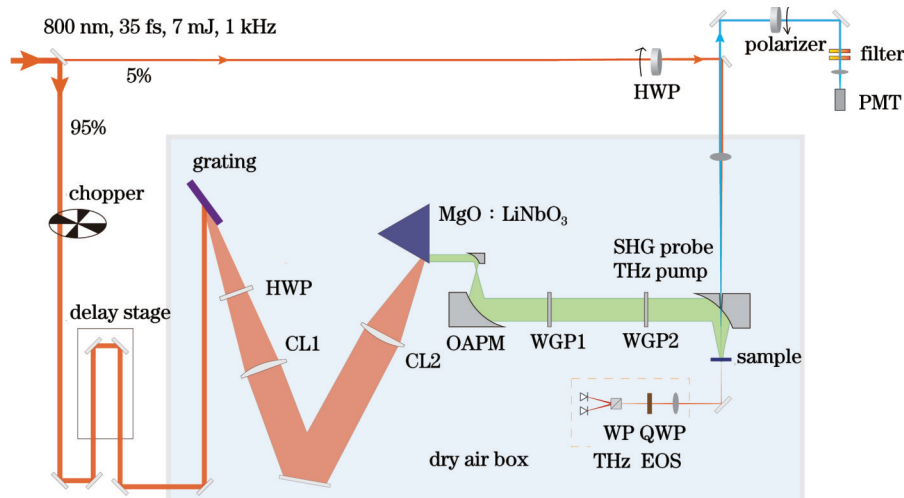 800 nm, 35 fs, 7 mJ, 1 kHz
5%
HWP
polarizer
filter
PMT
95%
chopper
grating
MgO：LiNbO₃
HWP
SHG probe
THz pump
delay stage
CL1
CL2
OAPM
WGP1
WGP2
sample
WP QWP
THz EOS
dry air box